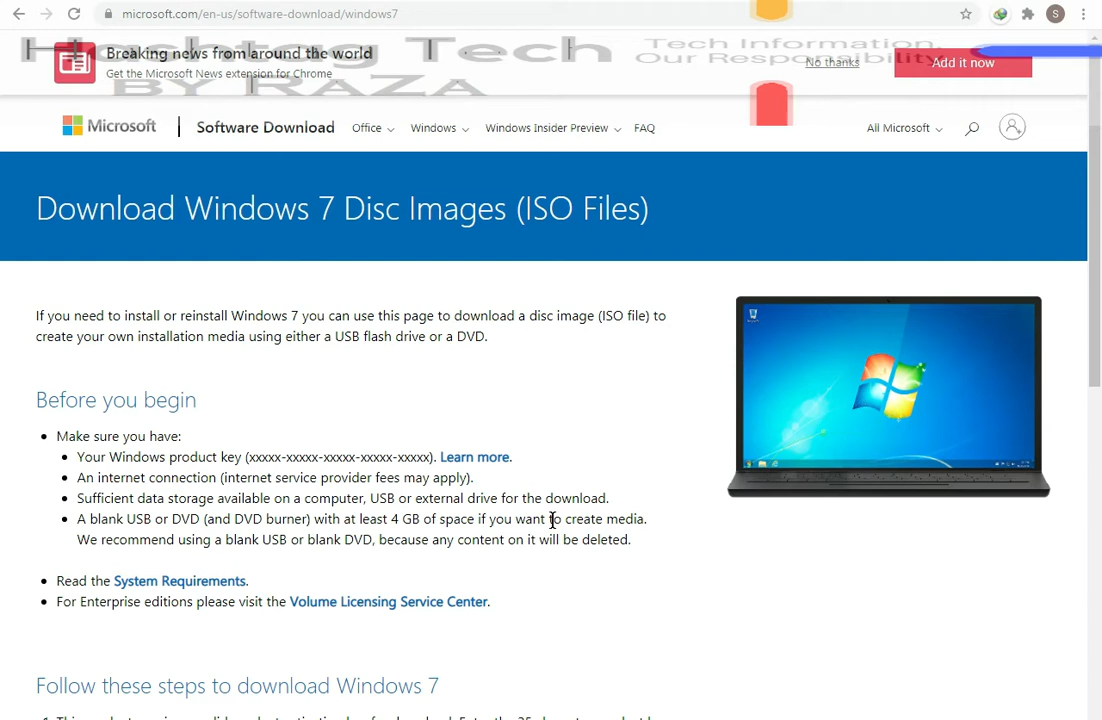 microsoft.com/en-us/software-download/windows7
S
Hashtag Tech
BY RAZA
Tech Information,
Our Responsibility
Breaking news from around the world
Get the Microsoft News extension for Chrome
No thanks
Add it now
Microsoft
Software Download
Office
Windows
Windows Insider Preview
FAQ
All Microsoft
Download Windows 7 Disc Images (ISO Files)
If you need to install or reinstall Windows 7 you can use this page to download a disc image (ISO file) to
create your own installation media using either a USB flash drive or a DVD.
Before you begin
Make sure you have:
Your Windows product key (xxxxx-xxxxx-xxxxx-xxxxx-xxxxx). Learn more.
An internet connection (internet service provider fees may apply).
Sufficient data storage available on a computer, USB or external drive for the download.
A blank USB or DVD (and DVD burner) with at least 4 GB of space if you want to create media.
We recommend using a blank USB or blank DVD, because any content on it will be deleted.
Read the System Requirements.
For Enterprise editions please visit the Volume Licensing Service Center.
Follow these steps to download Windows 7